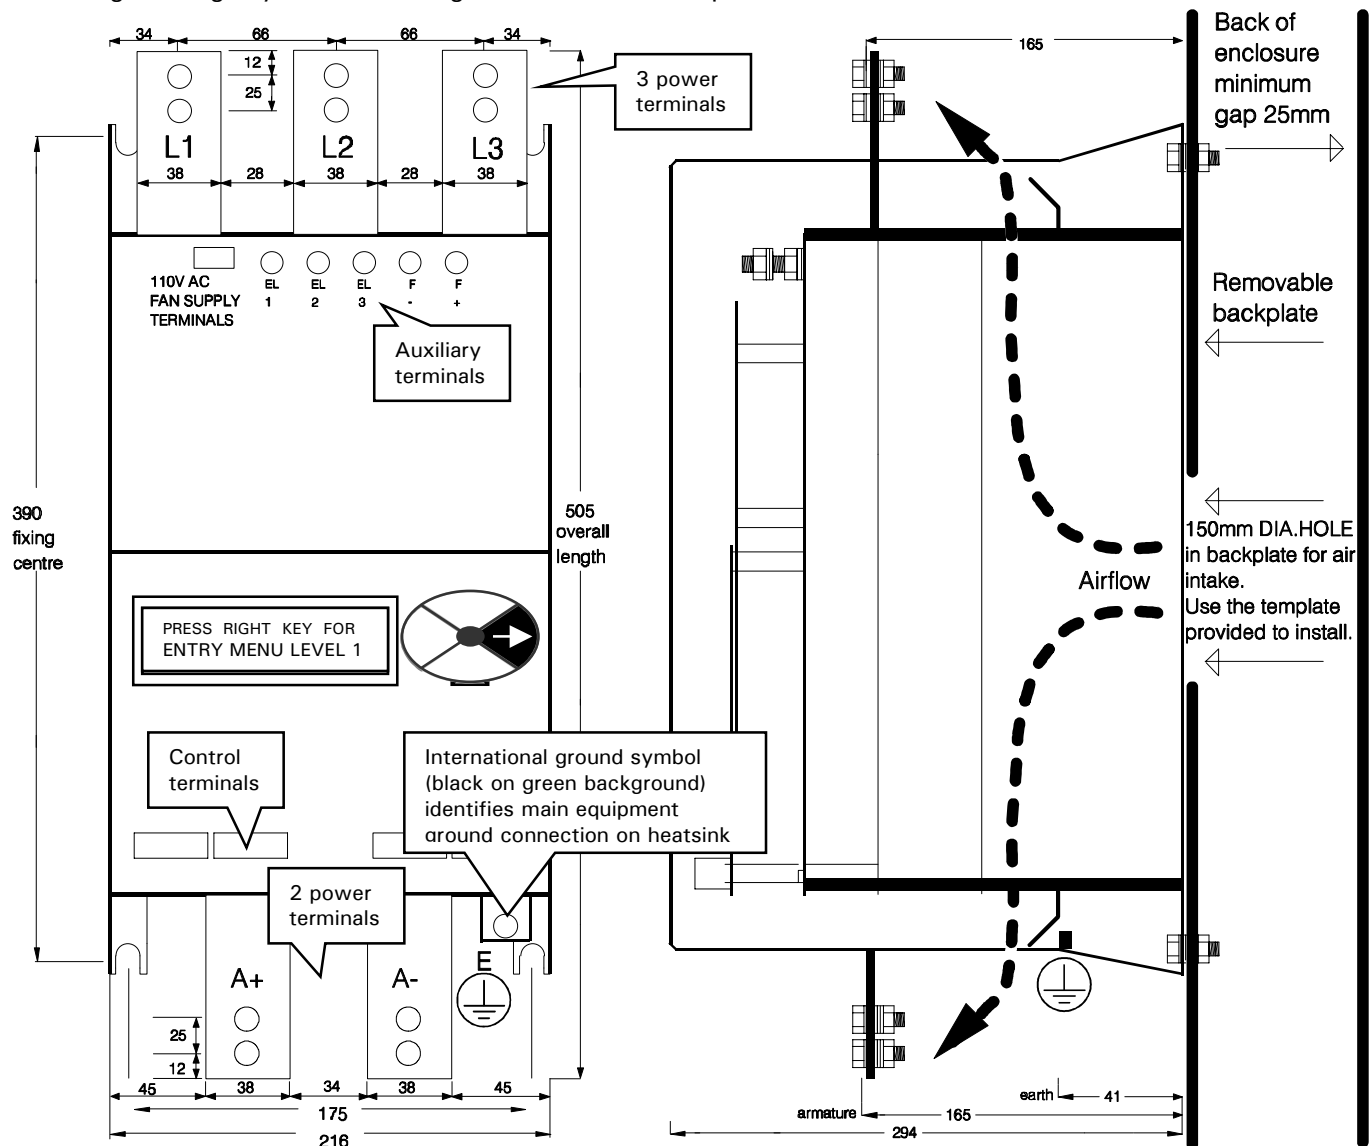 34
66
66
34
12
25
3 power
terminals
L1
L2
L3
38
28
38
28
38
110V AC
FAN SUPPLY
TERMINALS
EL
1
EL
2
EL
3
F
-
F
+
Auxiliary
terminals
390
fixing
centre
505
overall
length
PRESS RIGHT KEY FOR
ENTRY MENU LEVEL 1
Control
terminals
International ground symbol
(black on green background)
identifies main equipment
ground connection on heatsink
2 power
terminals
A+
A-
E
25
12
45
38
34
38
45
175
216
165
Back of
enclosure
minimum
gap 25mm
Removable
backplate
150mm DIA.HOLE
in backplate for air
intake.
Use the template
provided to install.
Airflow
earth
41
armature
165
294